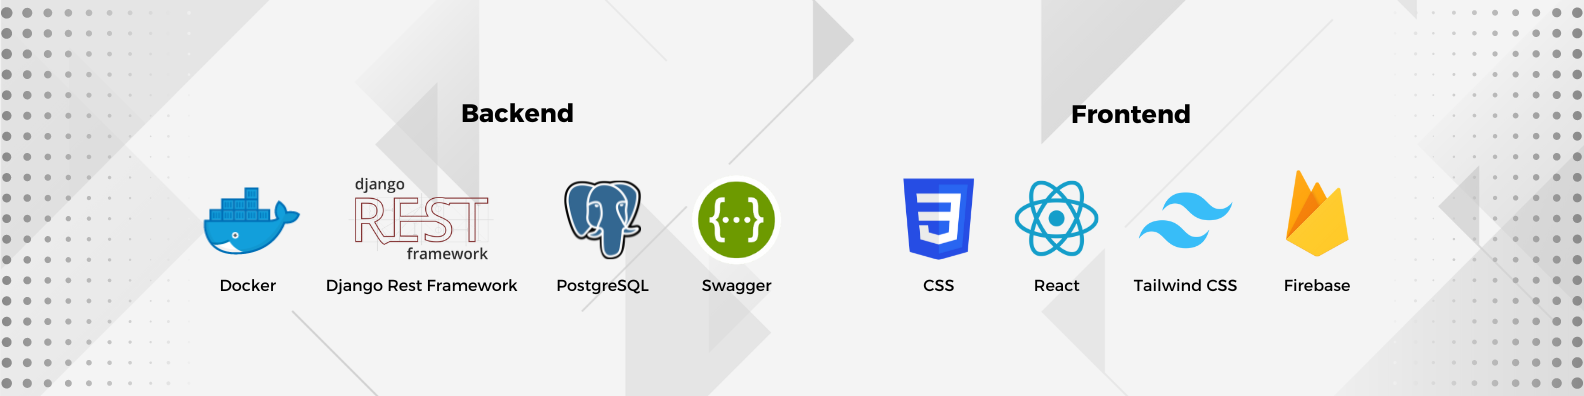 Backend
Frontend
django
REST
framework
Docker
Django Rest Framework
PostgreSQL
Swagger
CSS
React
Tailwind CSS
Firebase